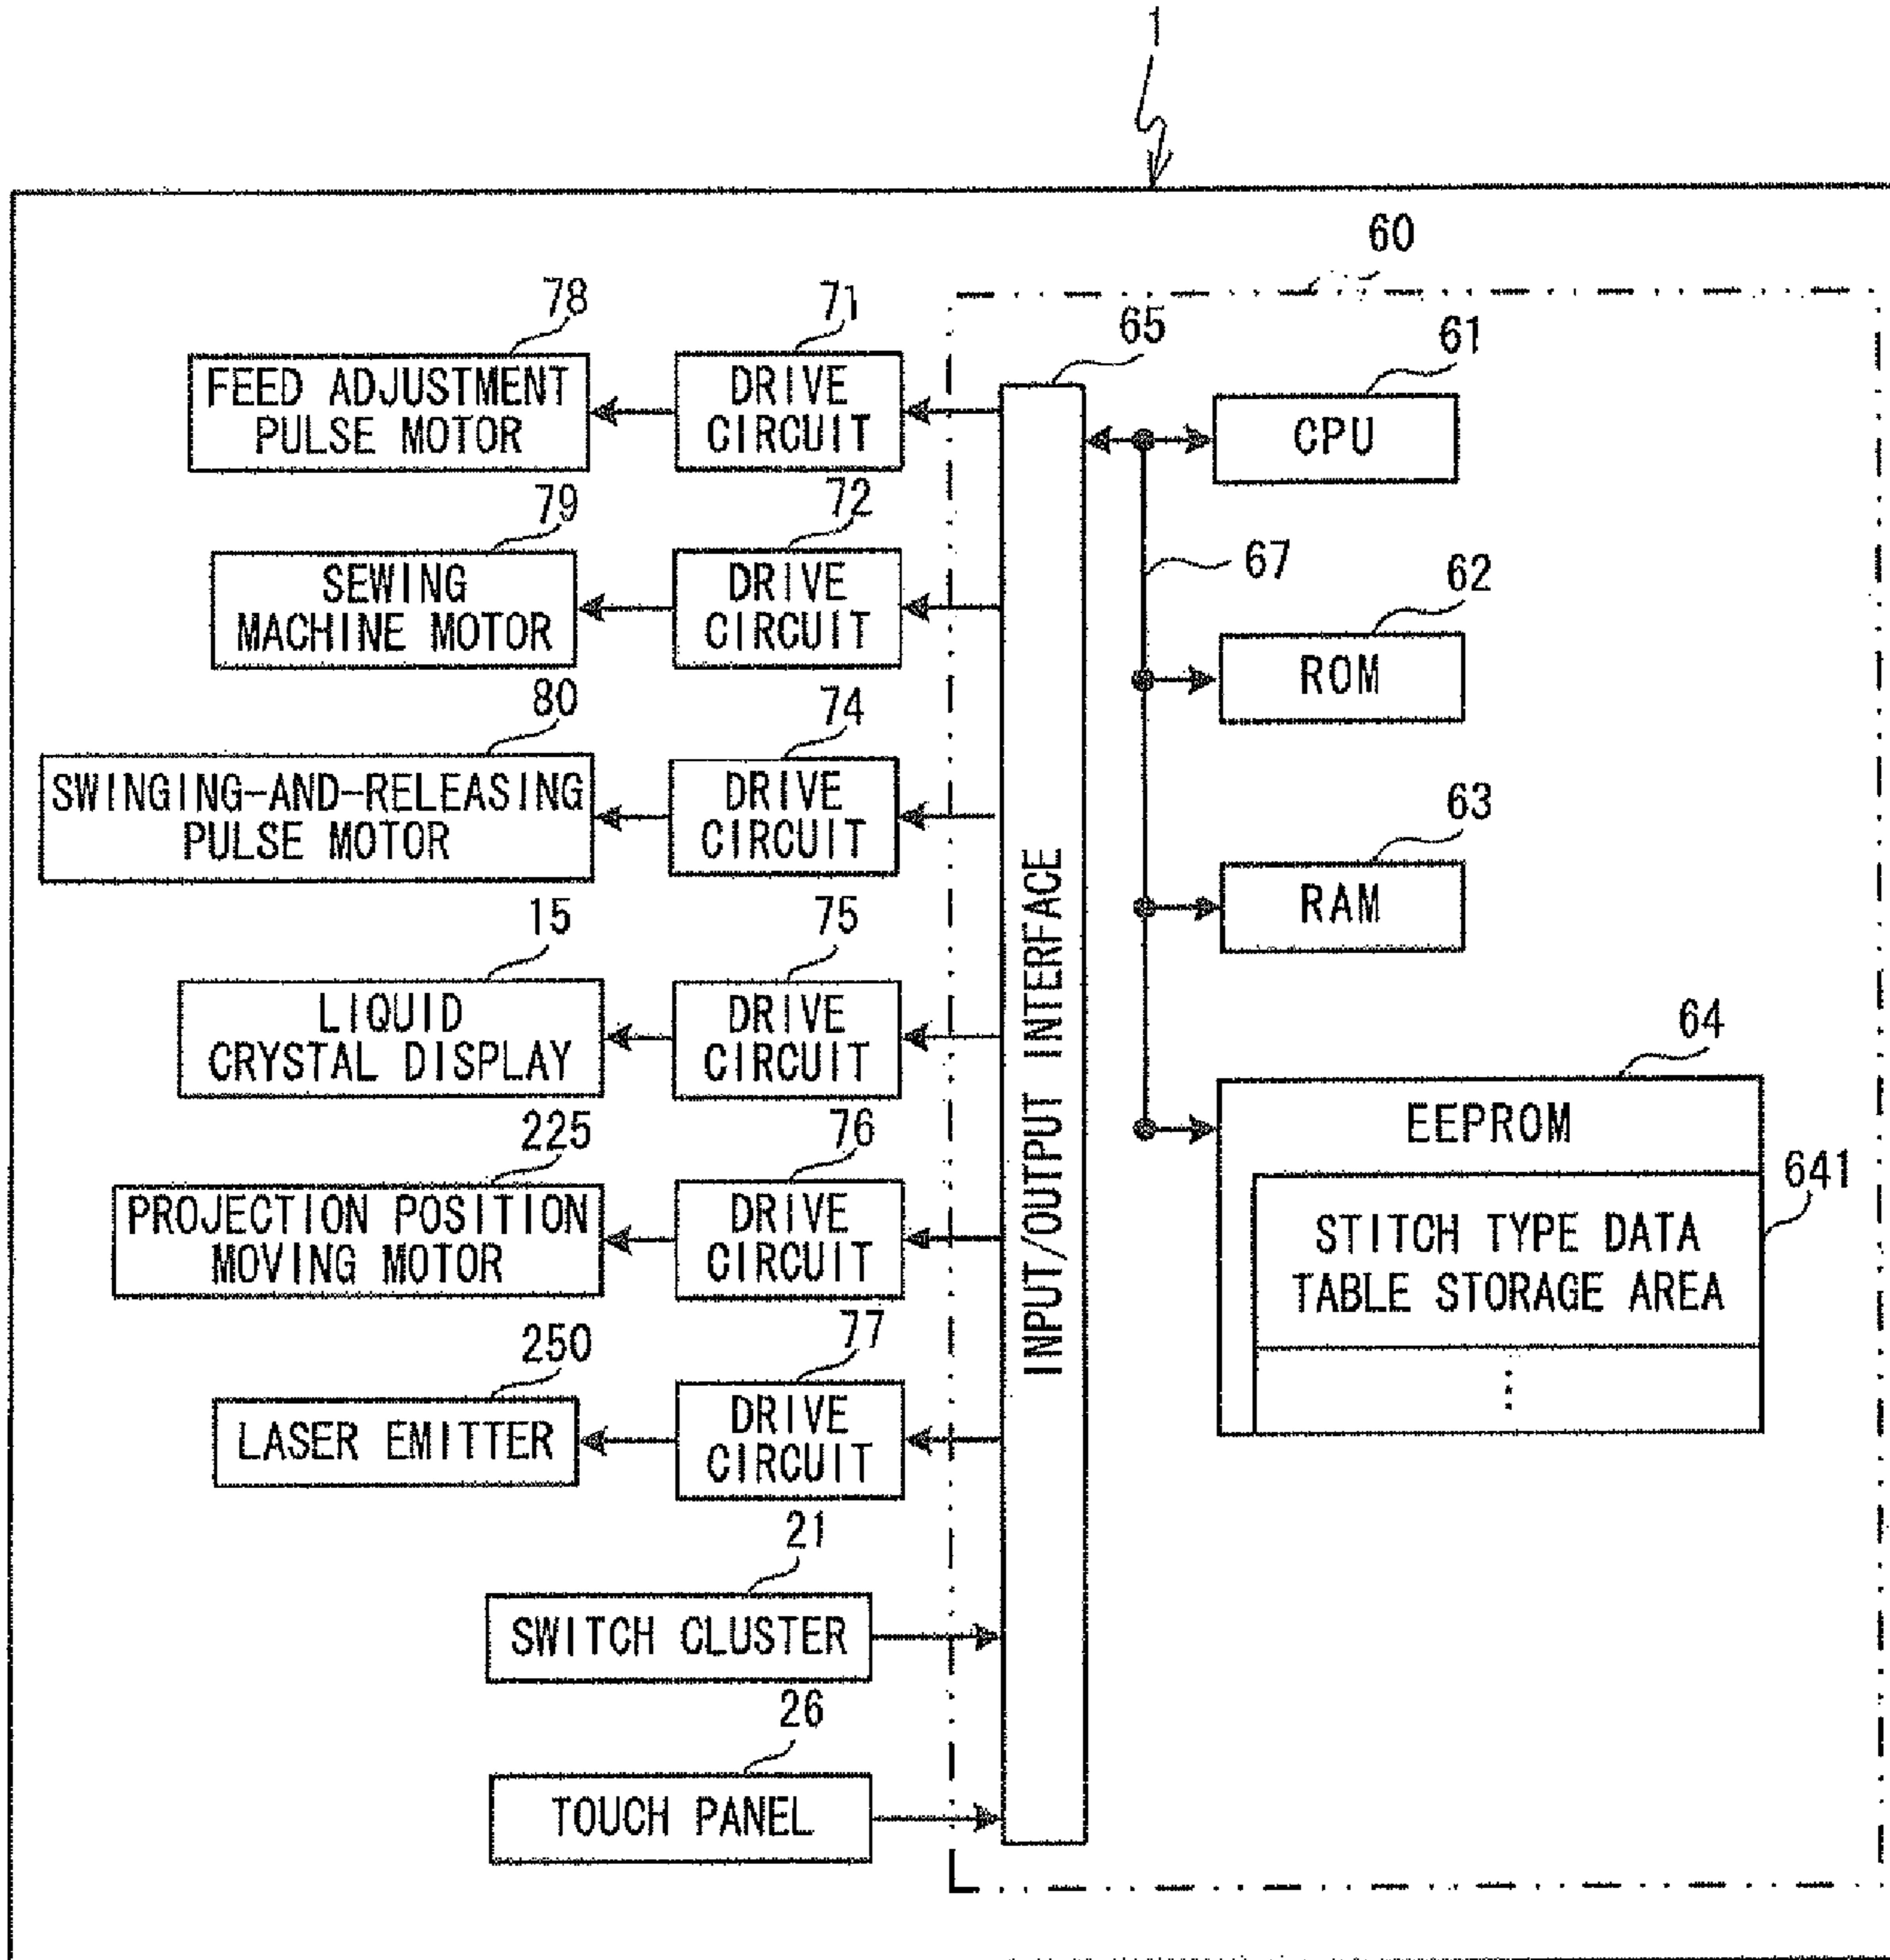 1
60
78
71
65
61
FEED ADJUSTMENT
PULSE MOTOR
DRIVE
CIRCUIT
CPU
79
72
67
62
SEWING
MACHINE MOTOR
DRIVE
CIRCUIT
ROM
80
74
63
SWINGING-AND-RELEASING
PULSE MOTOR
DRIVE
CIRCUIT
RAM
INPUT/OUTPUT INTERFACE
15
75
64
LIQUID
CRYSTAL DISPLAY
DRIVE
CIRCUIT
EEPROM
641
225
76
PROJECTION POSITION
MOVING MOTOR
DRIVE
CIRCUIT
STITCH TYPE DATA
TABLE STORAGE AREA
⋮
250
77
LASER EMITTER
DRIVE
CIRCUIT
21
SWITCH CLUSTER
26
TOUCH PANEL